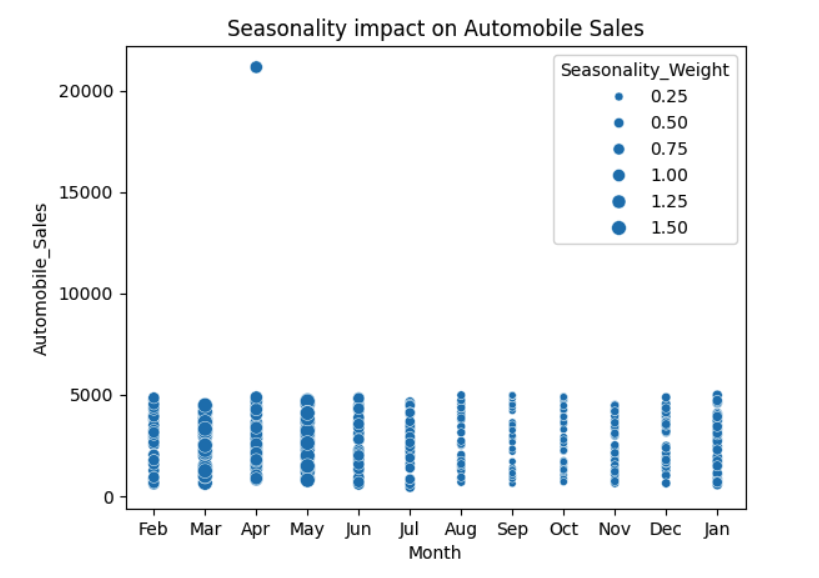 Seasonality impact on Automobile Sales
Seasonality_Weight
0.25
0.50
0.75
1.00
1.25
1.50
Automobile_Sales
20000
15000
10000
5000
0
Feb Mar Apr May Jun Jul Aug Sep Oct Nov Dec Jan
Month